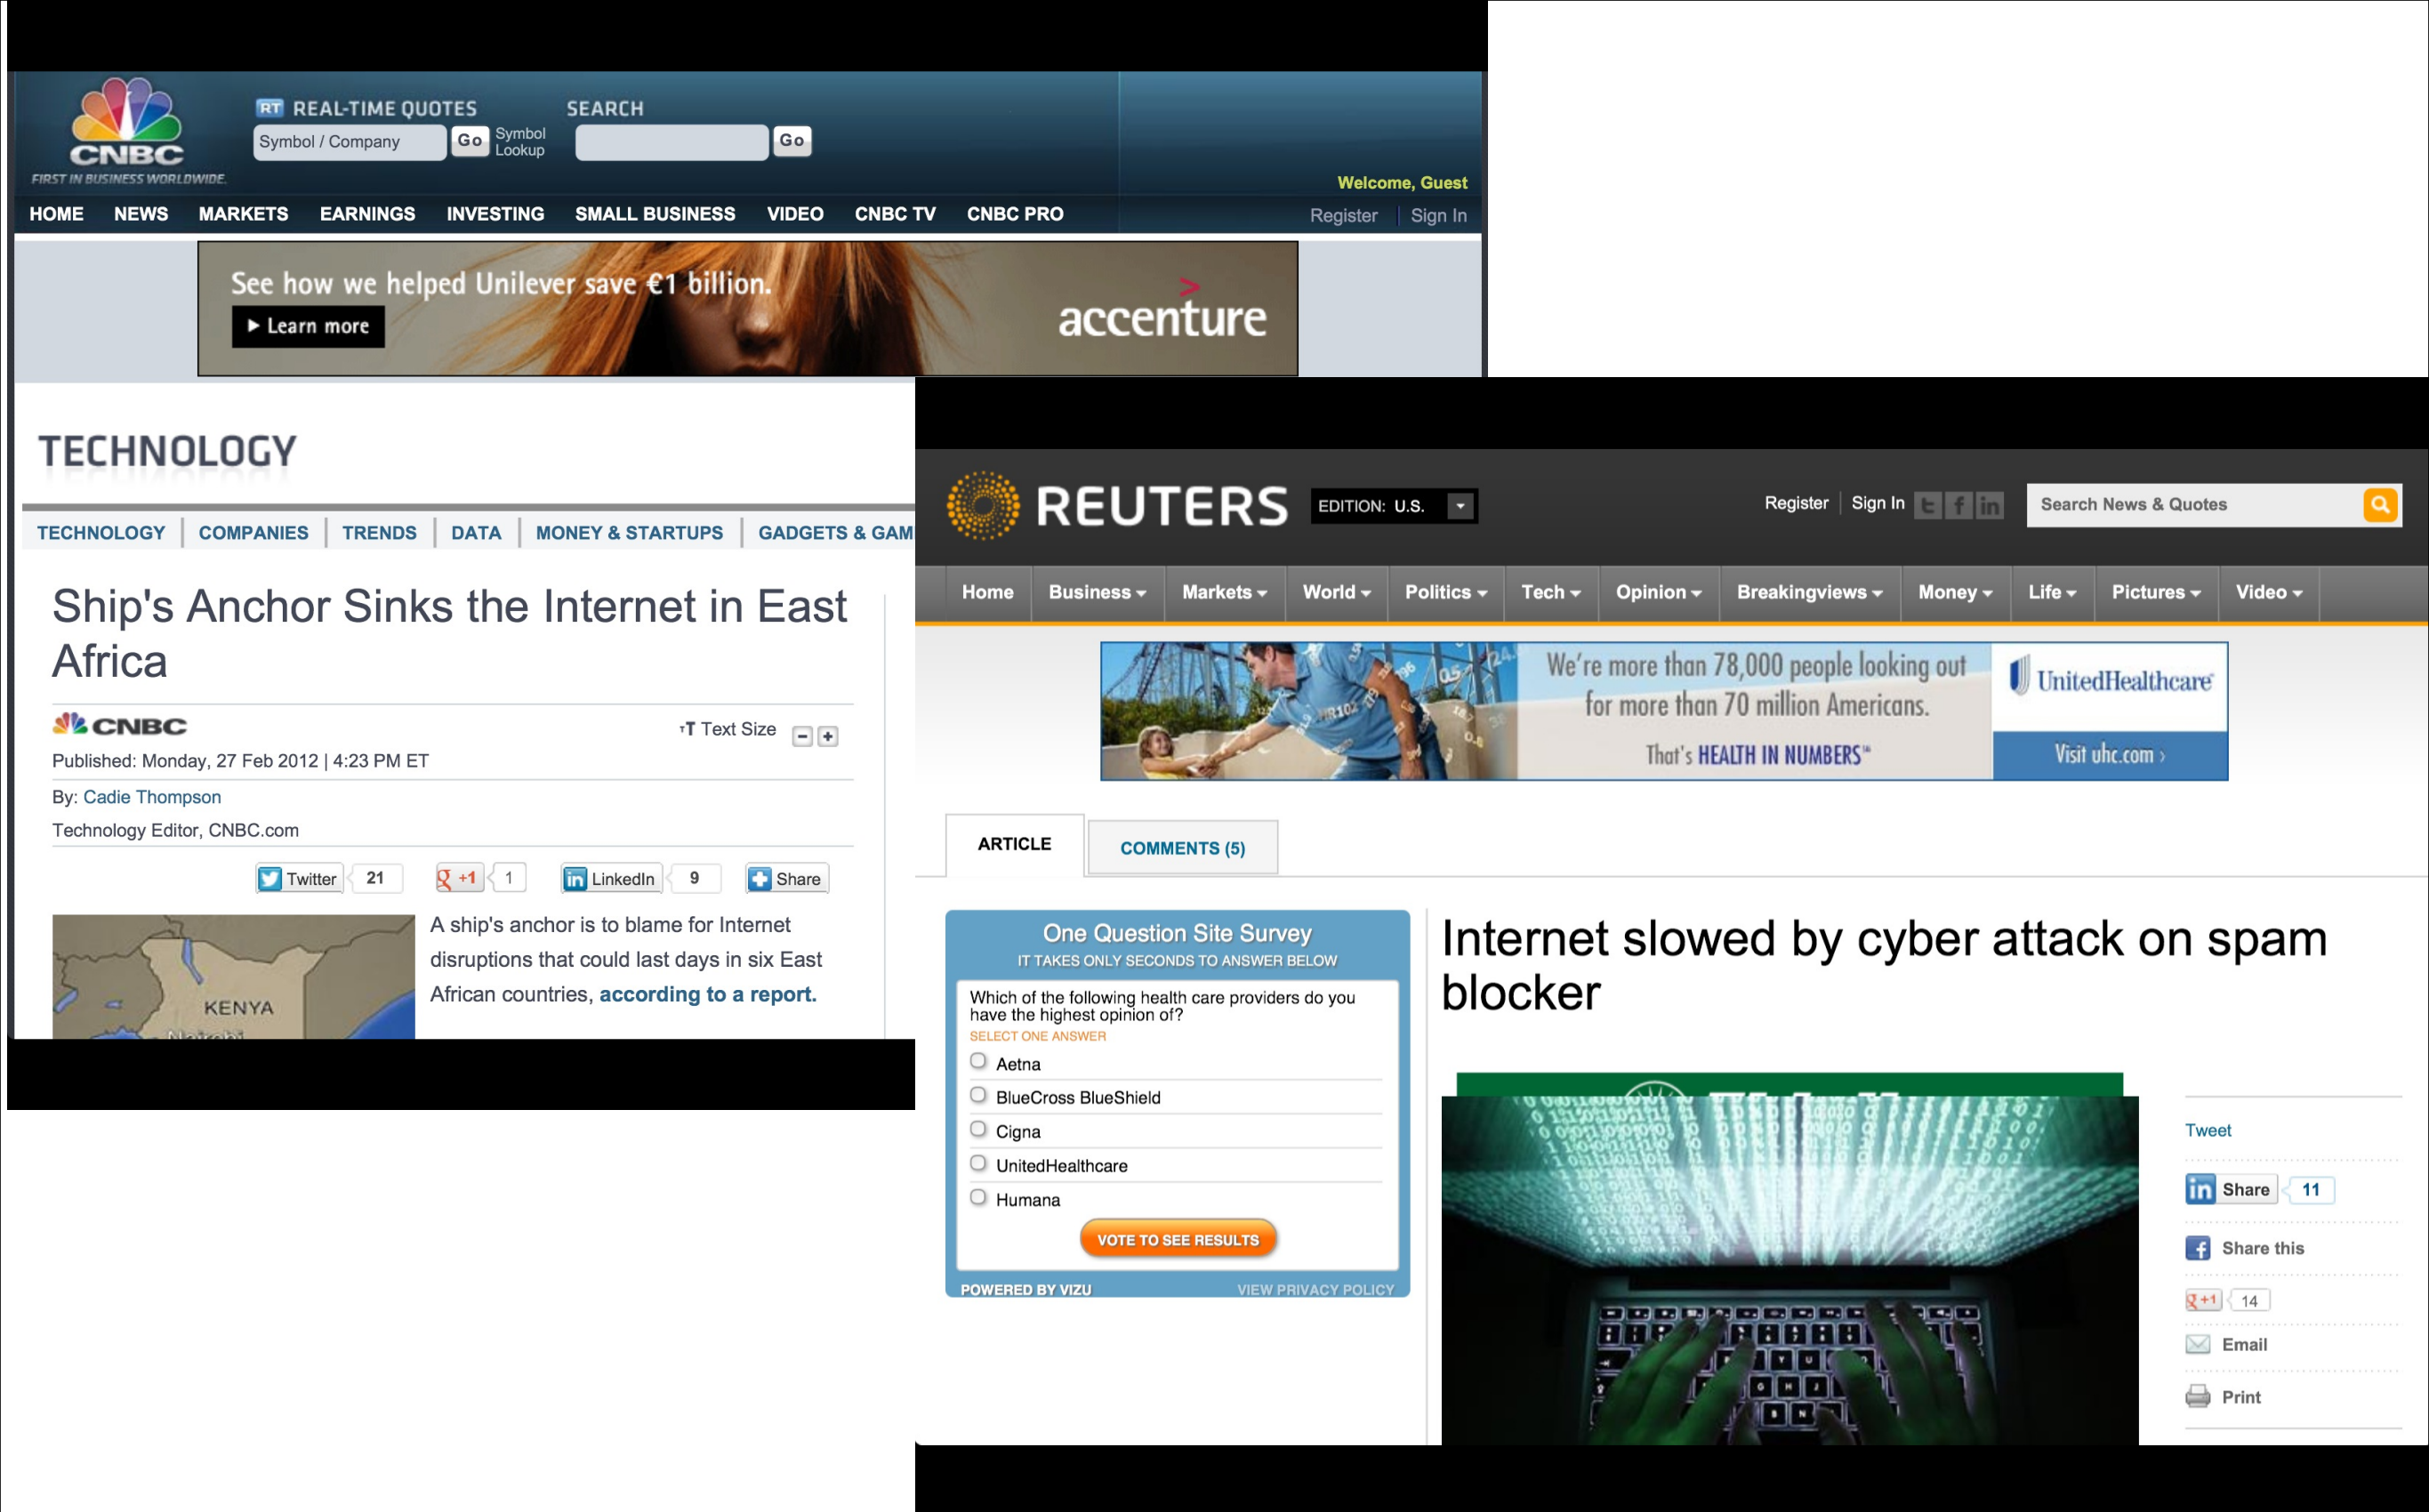 CNBC
FIRST IN BUSINESS WORLDWIDE.
RT REAL-TIME QUOTES
Symbol / Company
Go
Symbol Lookup
SEARCH
Go
Welcome, Guest
Register | Sign In
HOME NEWS MARKETS EARNINGS INVESTING SMALL BUSINESS VIDEO CNBC TV CNBC PRO
See how we helped Unilever save €1 billion.
Learn more
accenture
TECHNOLOGY
TECHNOLOGY | COMPANIES | TRENDS | DATA | MONEY & STARTUPS | GADGETS & GAM
Ship's Anchor Sinks the Internet in East
Africa
CNBC
TT Text Size - +
Published: Monday, 27 Feb 2012 | 4:23 PM ET
By: Cadie Thompson
Technology Editor, CNBC.com
Twitter 21 +1 1 LinkedIn 9 Share
A ship's anchor is to blame for Internet
disruptions that could last days in six East
African countries, according to a report.
KENYA
Nairobi
REUTERS
EDITION: U.S.
Register | Sign In
Search News & Quotes
Home Business Markets World Politics Tech Opinion Breakingviews Money Life Pictures Video
We're more than 78,000 people looking out
for more than 70 million Americans.
That's HEALTH IN NUMBERS℠
UnitedHealthcare
Visit uhc.com ›
ARTICLE
COMMENTS (5)
One Question Site Survey
IT TAKES ONLY SECONDS TO ANSWER BELOW
Which of the following health care providers do you
have the highest opinion of?
SELECT ONE ANSWER
Aetna
BlueCross BlueShield
Cigna
UnitedHealthcare
Humana
VOTE TO SEE RESULTS
POWERED BY VIZU
VIEW PRIVACY POLICY
Internet slowed by cyber attack on spam
blocker
Tweet
in Share 11
Share this
+1 14
Email
Print